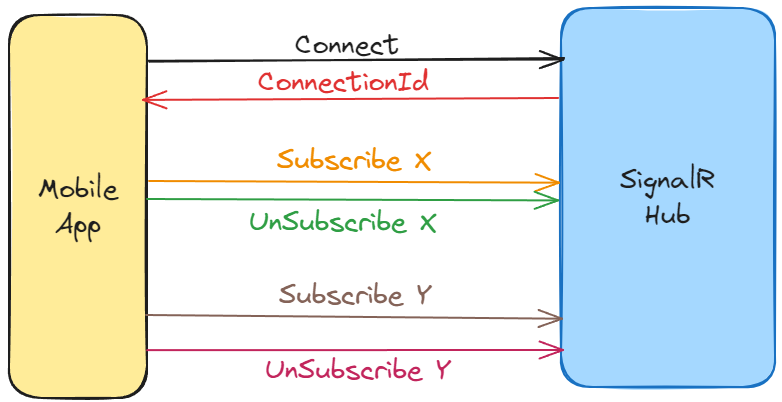 Connect
ConnectionId
Subscribe X
Mobile
App
SignalR
Hub
UnSubscribe X
Subscribe Y
UnSubscribe Y